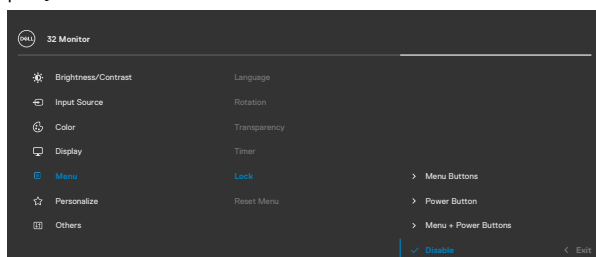 DELL 32 Monitor
Brightness/Contrast Language
Input Source Rotation
Color Transparency
Display Timer
Menu Lock Menu Buttons
Personalize Reset Menu Power Button
Others Menu + Power Buttons
Disable Exit